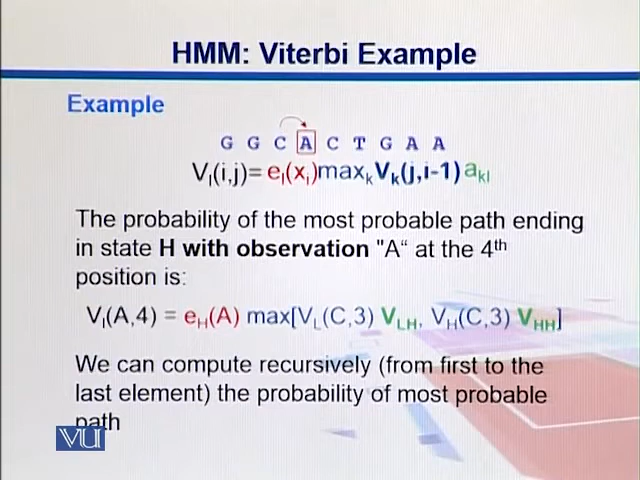 HMM: Viterbi Example
Example
G G C A C T G A A
Vl(i,j)= el(xi)maxkVk(j,i-1) akl
The probability of the most probable path ending
in state H with observation "A“ at the 4th
position is:
Vl(A,4) = eH(A) max[VL(C,3) VLH, VH(C,3) VHH]
We can compute recursively (from first to the
last element) the probability of most probable
path
VU